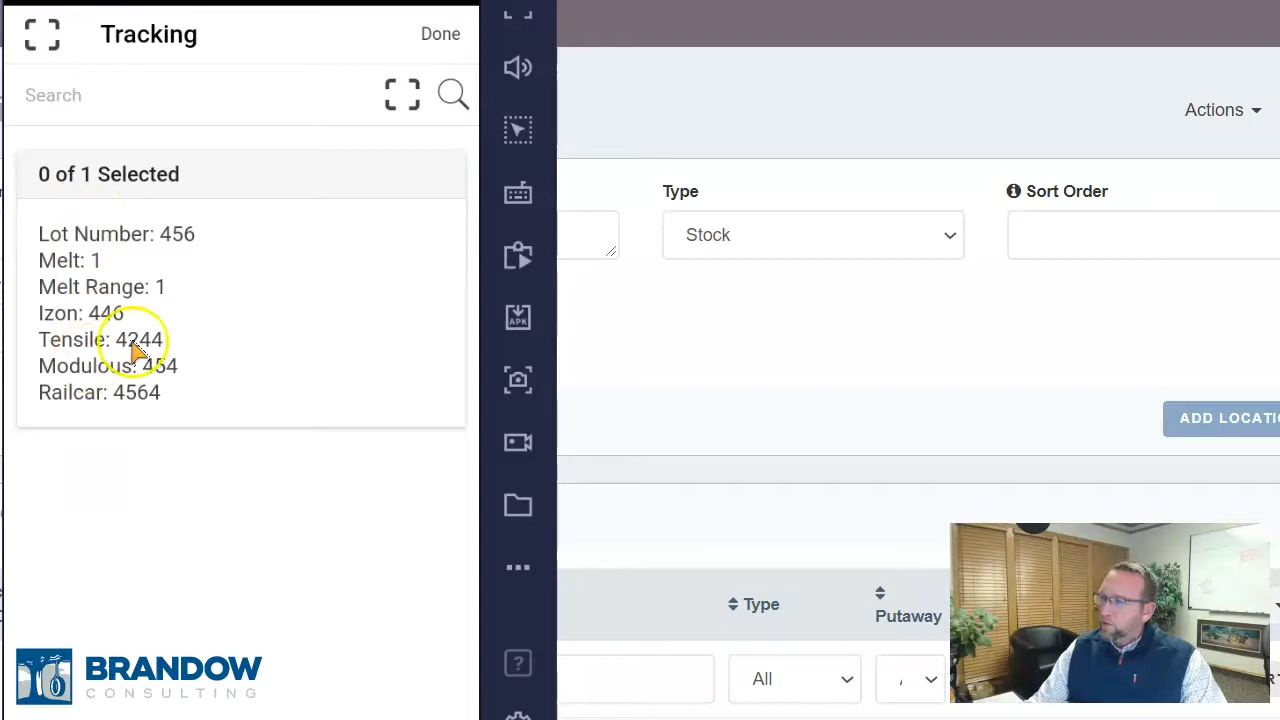 Tracking
Done
Search
0 of 1 Selected
Lot Number: 456
Melt: 1
Melt Range: 1
Izon: 446
Tensile: 4244
Modulous: 454
Railcar: 4564
BRANDOW
CONSULTING
APK
?
Actions
Type
Sort Order
Stock
ADD LOCATI
Type
Putaway
All